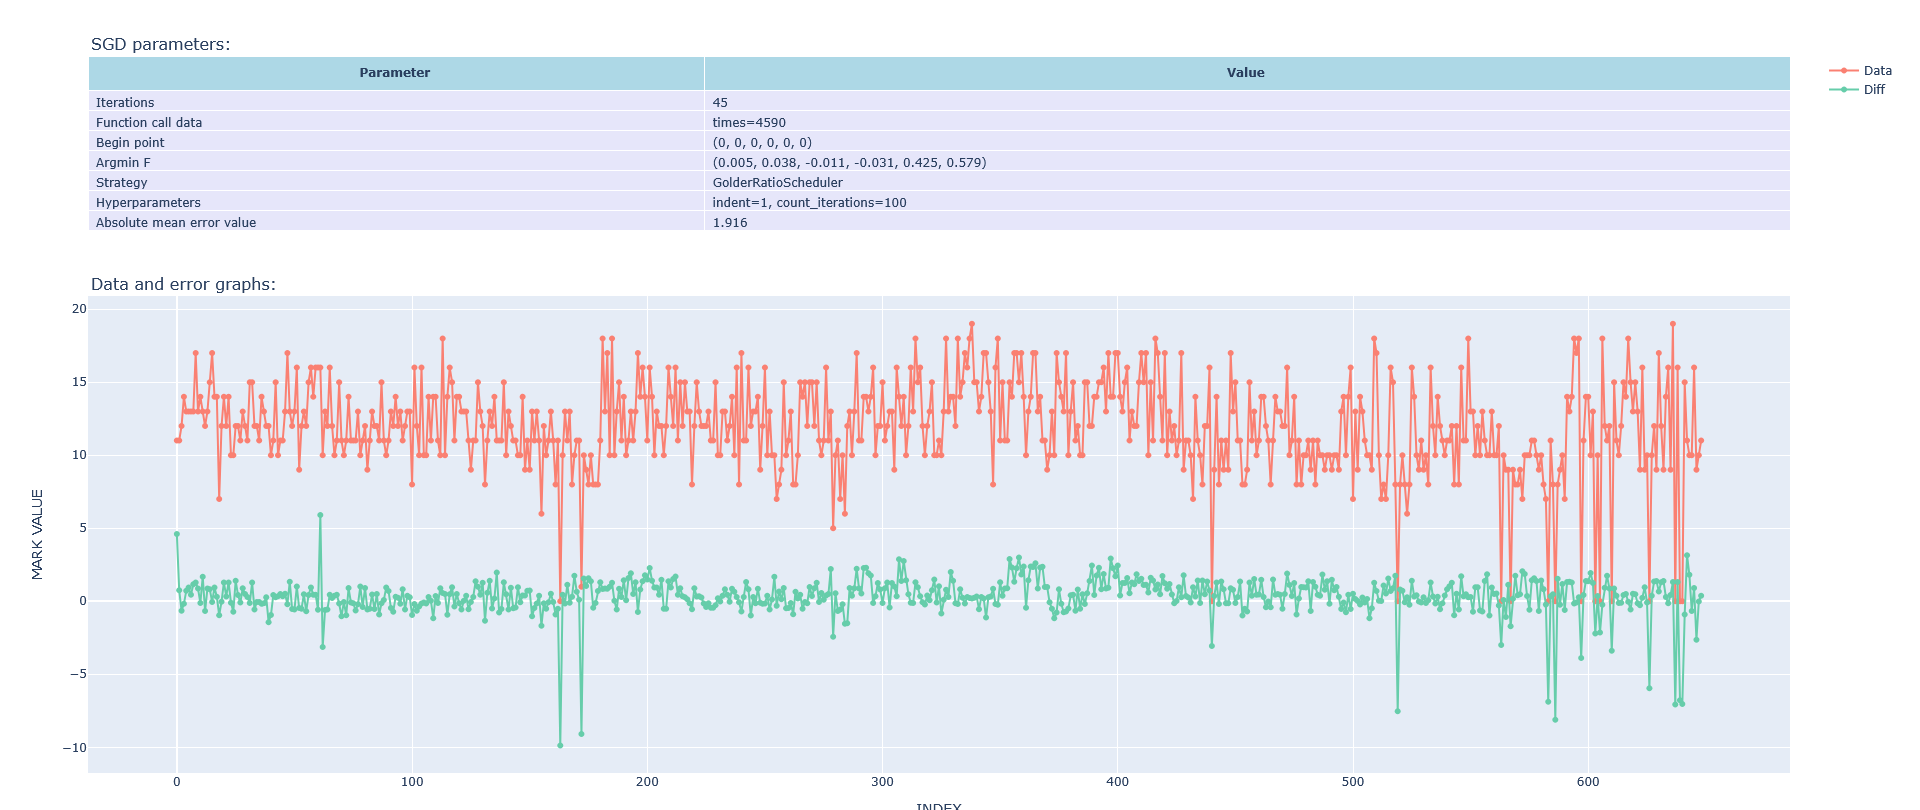 SGD parameters:
Parameter Value
Iterations 45
Function call data times=4590
Begin point (0, 0, 0, 0, 0, 0)
Argmin F (0.005, 0.038, -0.011, -0.031, 0.425, 0.579)
Strategy GolderRatioScheduler
Hyperparameters indent=1, count_iterations=100
Absolute mean error value 1.916
Data
Diff
Data and error graphs:
20
15
10
5
0
−5
−10
MARK VALUE
0 100 200 300 400 500 600
INDEX